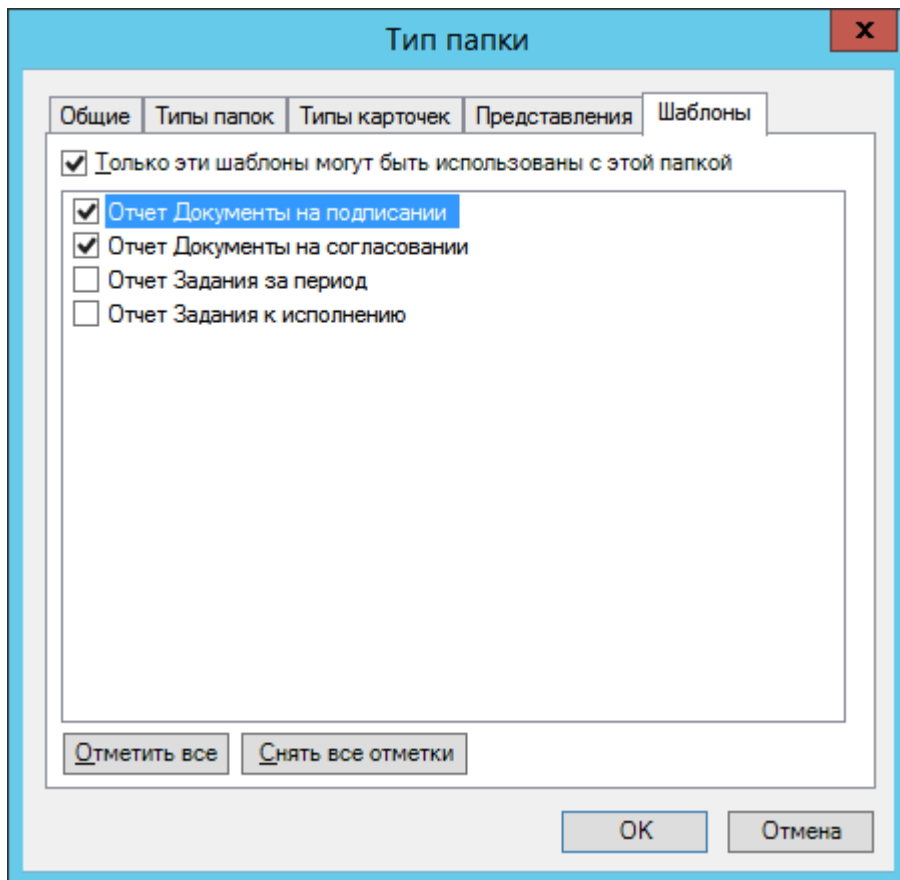 Тип папки
x
Общие Типы папок Типы карточек Представления Шаблоны
Только эти шаблоны могут быть использованы с этой папкой
Отчет Документы на подписании
Отчет Документы на согласовании
Отчет Задания за период
Отчет Задания к исполнению
Отметить все Снять все отметки
OK Отмена